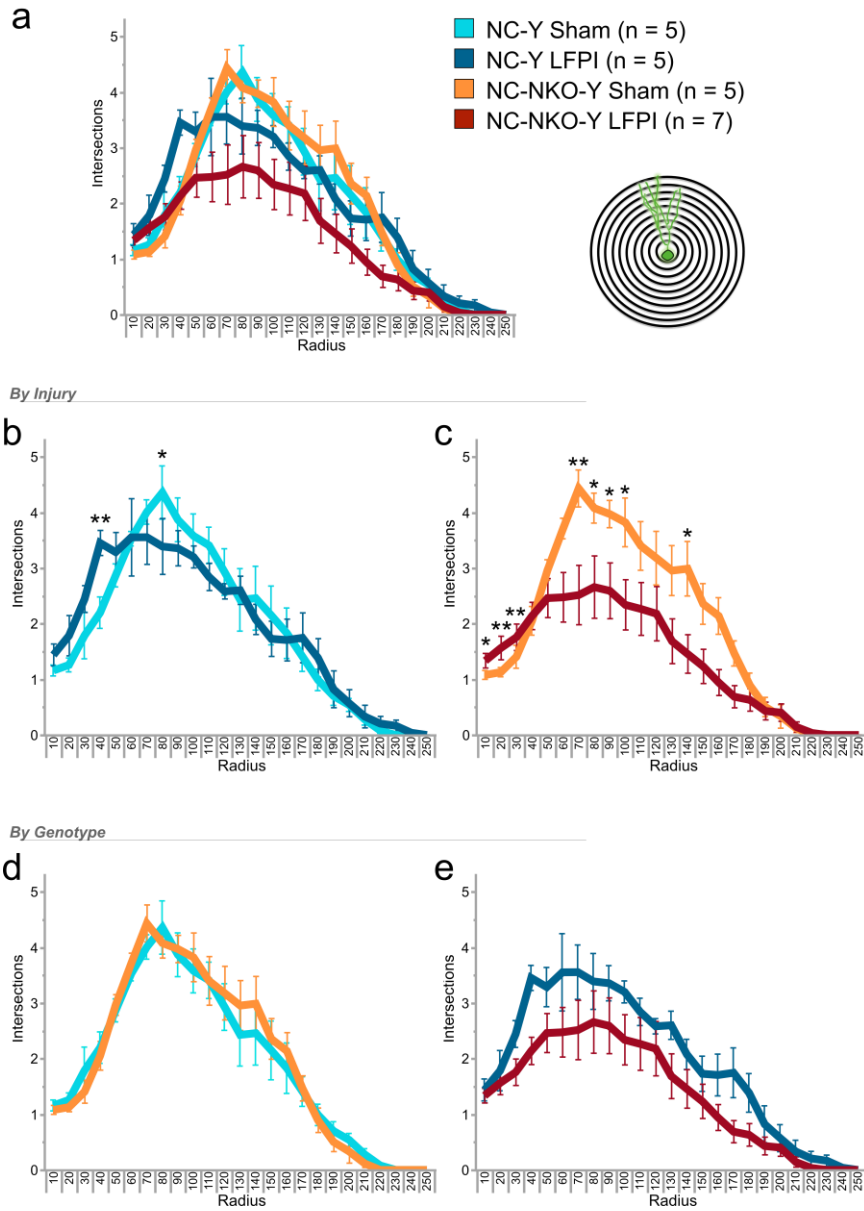 a
NC-Y Sham (n = 5)
NC-Y LFPI (n = 5)
NC-NKO-Y Sham (n = 5)
NC-NKO-Y LFPI (n = 7)
Intersections
5
4
3
2
1
0
10 20 30 40 50 60 70 80 90 100 110 120 130 140 150 160 170 180 190 200 210 220 230 240 250
Radius
By Injury
b
*
**
Intersections
5
4
3
2
1
0
10 20 30 40 50 60 70 80 90 100 110 120 130 140 150 160 170 180 190 200 210 220 230 240 250
Radius
c
** * * *
*
* ** **
Intersections
5
4
3
2
1
0
10 20 30 40 50 60 70 80 90 100 110 120 130 140 150 160 170 180 190 200 210 220 230 240 250
Radius
By Genotype
d
Intersections
5
4
3
2
1
0
10 20 30 40 50 60 70 80 90 100 110 120 130 140 150 160 170 180 190 200 210 220 230 240 250
Radius
e
Intersections
5
4
3
2
1
0
10 20 30 40 50 60 70 80 90 100 110 120 130 140 150 160 170 180 190 200 210 220 230 240 250
Radius